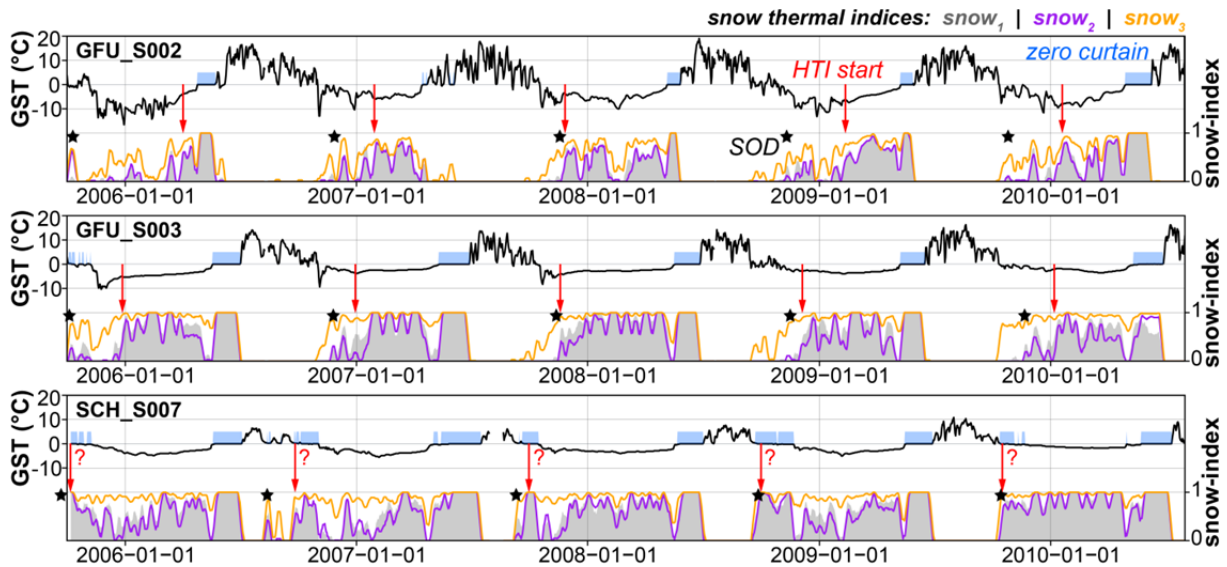 snow thermal indices: snow1 | snow2 | snow3
GFU_S002
zero curtain
HTI start
SOD
GST (°C)
20
10
0
-10
snow-index
1
0
2006-01-01
2007-01-01
2008-01-01
2009-01-01
2010-01-01
GFU_S003
GST (°C)
20
10
0
-10
snow-index
1
0
2006-01-01
2007-01-01
2008-01-01
2009-01-01
2010-01-01
SCH_S007
GST (°C)
20
10
0
-10
? ? ? ? ?
snow-index
1
0
2006-01-01
2007-01-01
2008-01-01
2009-01-01
2010-01-01